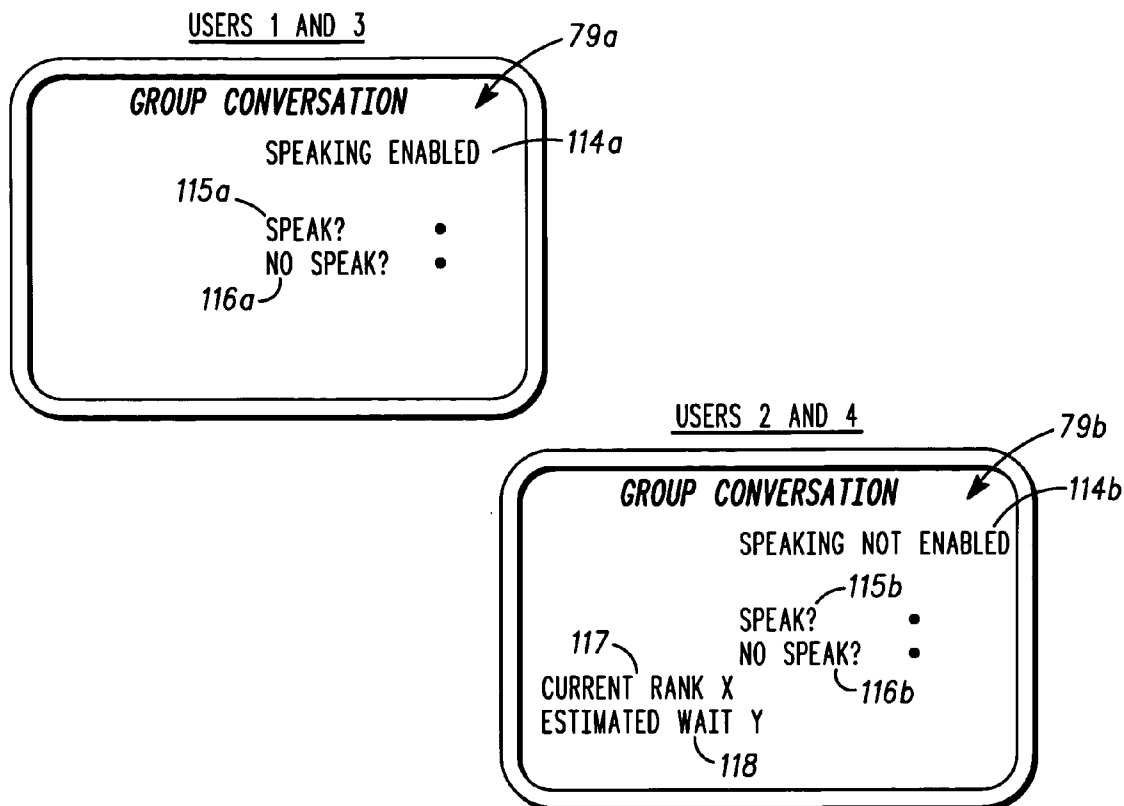 USERS 1 AND 3
79a
GROUP CONVERSATION
SPEAKING ENABLED
114a
115a
SPEAK?
NO SPEAK?
116a
USERS 2 AND 4
79b
GROUP CONVERSATION
114b
SPEAKING NOT ENABLED
115b
SPEAK?
117
NO SPEAK?
CURRENT RANK X
116b
ESTIMATED WAIT Y
118